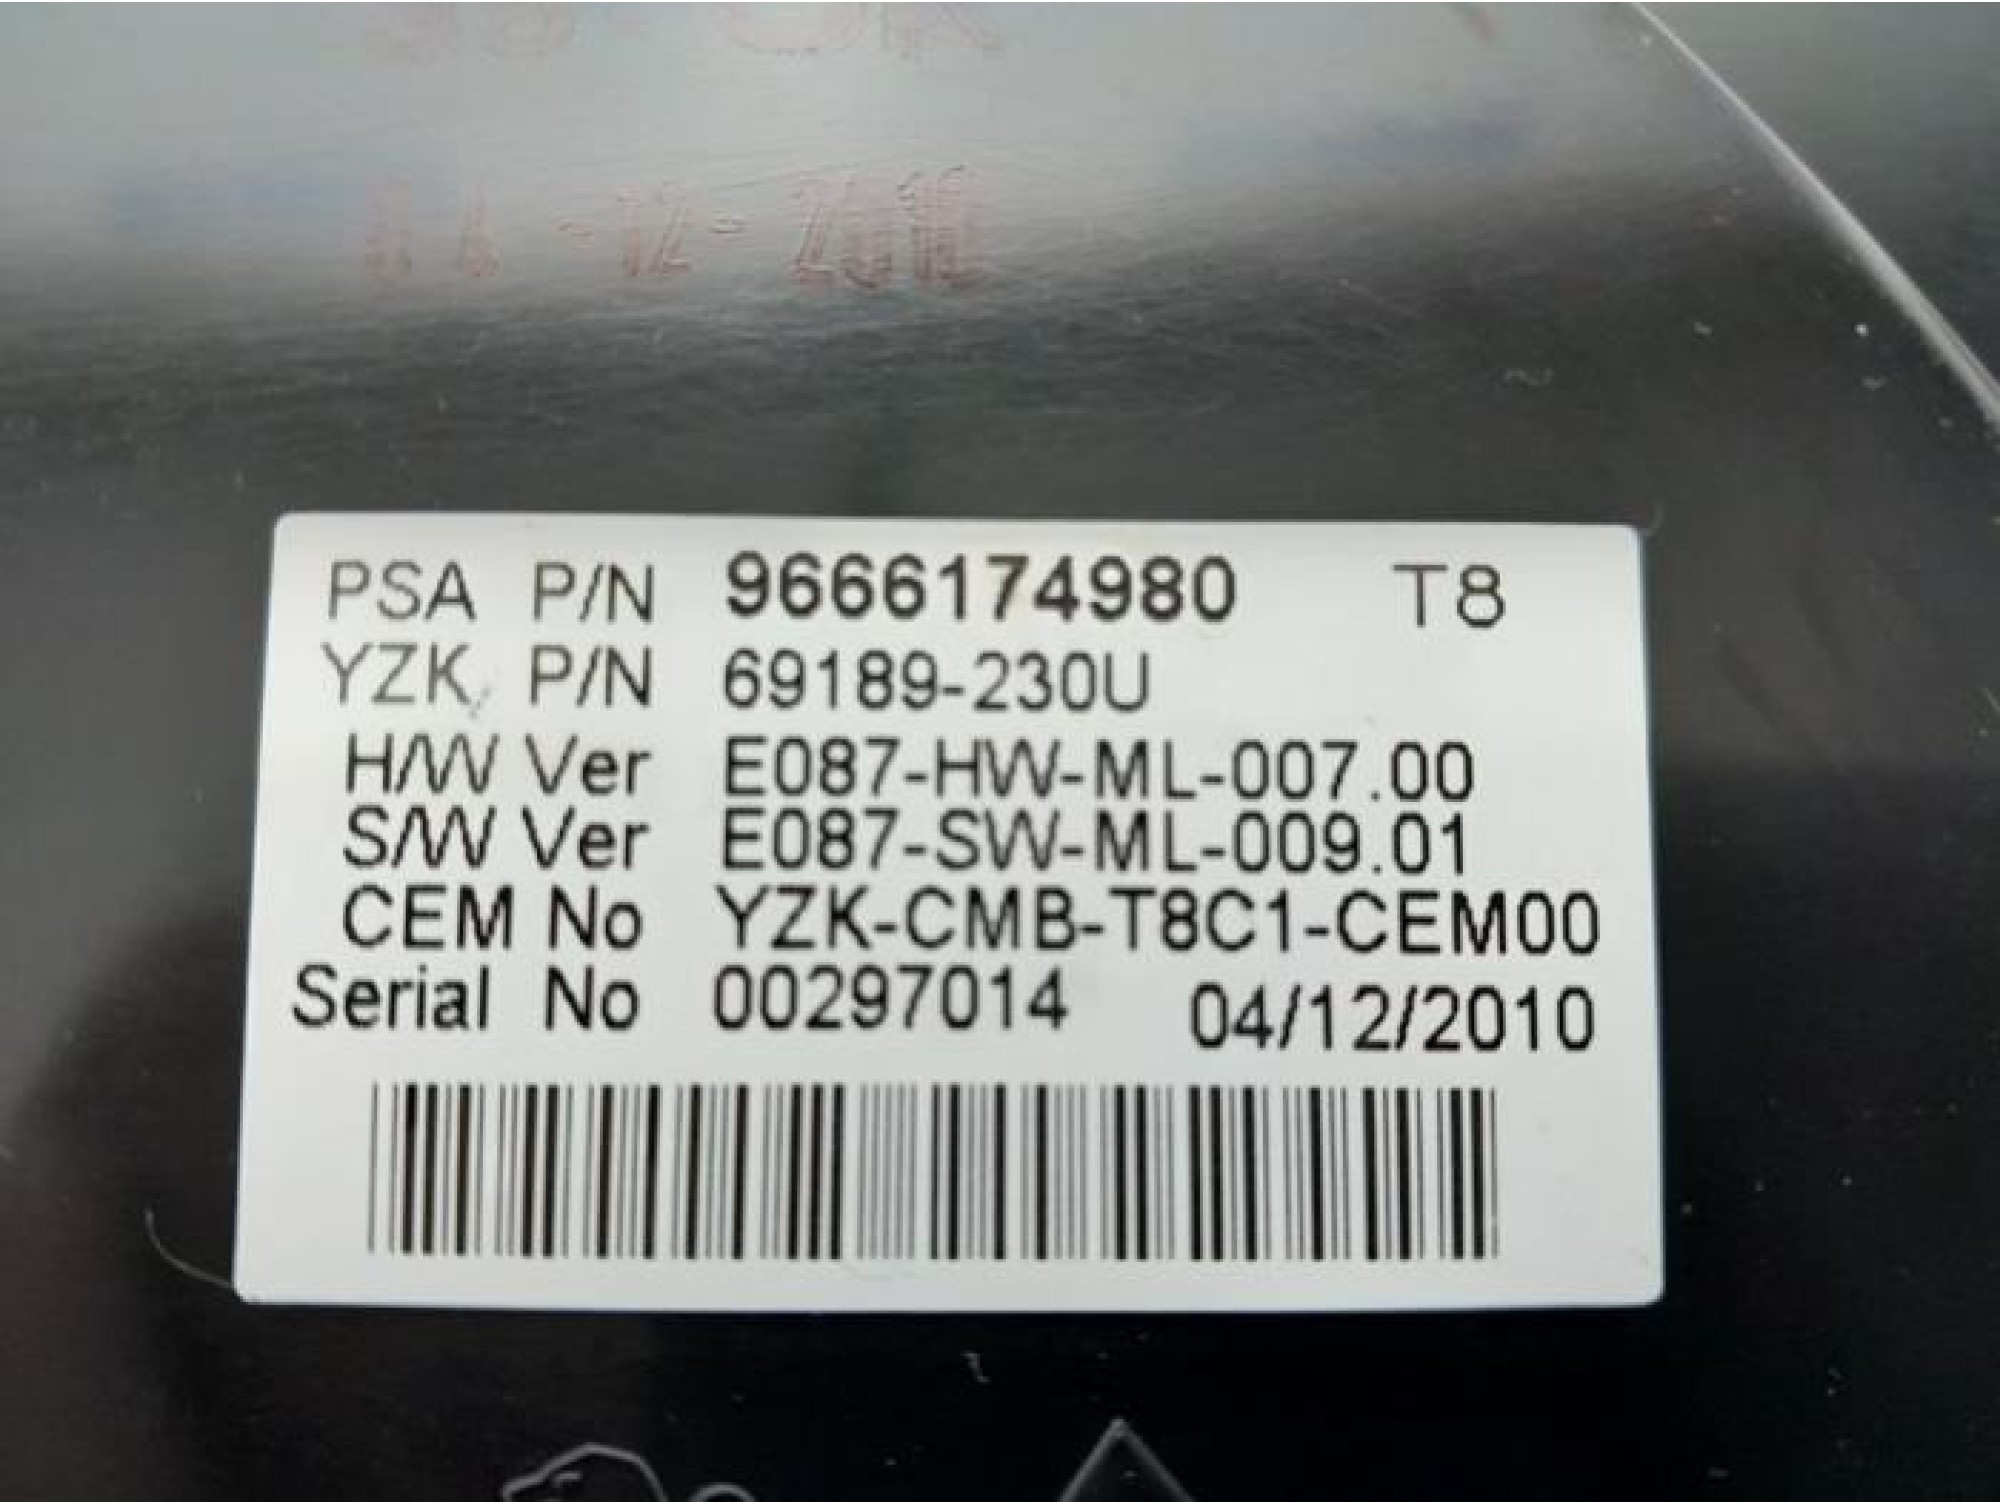 PSA P/N 9666174980 T8
YZK P/N 69189-230U
H/W Ver E087-HW-ML-007.00
S/W Ver E087-SW-ML-009.01
CEM No YZK-CMB-T8C1-CEM00
Serial No 00297014 04/12/2010